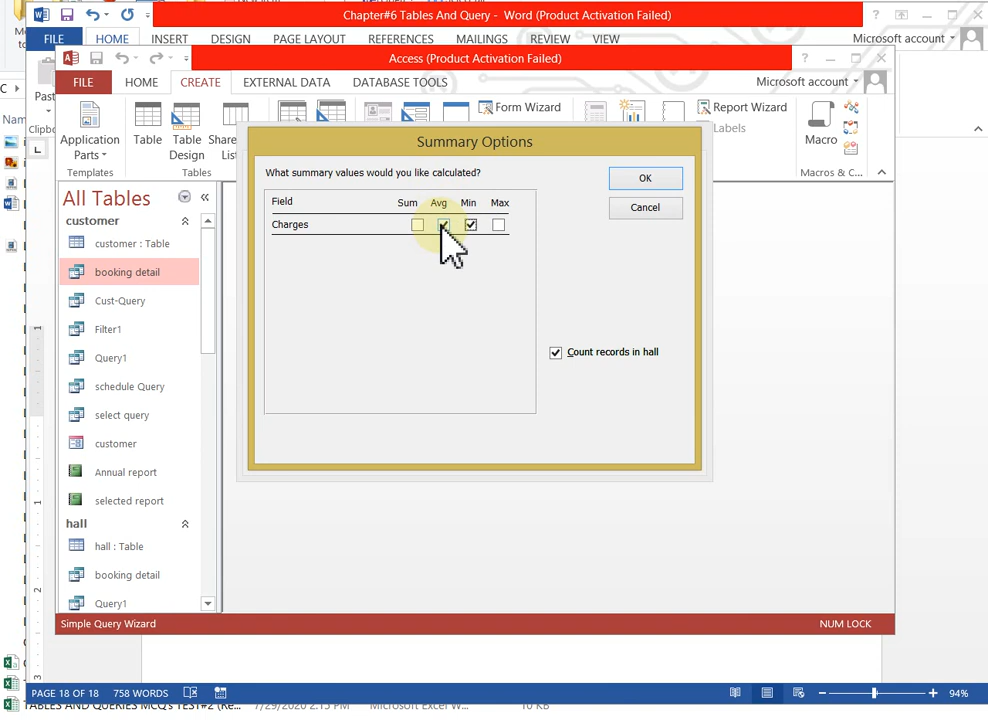 Chapter#6 Tables And Query - Word (Product Activation Failed)
FILE HOME INSERT DESIGN PAGE LAYOUT REFERENCES MAILINGS REVIEW VIEW Microsoft account
Access (Product Activation Failed)
FILE HOME CREATE EXTERNAL DATA DATABASE TOOLS Microsoft account
Past
Clipbo
Nam
Application Parts
Templates
Table
Table Design
Share
Lis
Tables
Form Wizard
Report Wizard
Labels
Macro
Macros & C...
Summary Options
What summary values would you like calculated?
Field Sum Avg Min Max
Charges
OK
Cancel
Count records in hall
All Tables
customer
customer : Table
booking detail
Cust-Query
Filter1
Query1
schedule Query
select query
customer
Annual report
selected report
hall
hall : Table
booking detail
Query1
Simple Query Wizard NUM LOCK
PAGE 18 OF 18 758 WORDS 94%
TABLES AND QUERIES MCQ's TEST#2 (Re... 7/29/2020 2:15 PM Microsoft Excel W... 10 KB